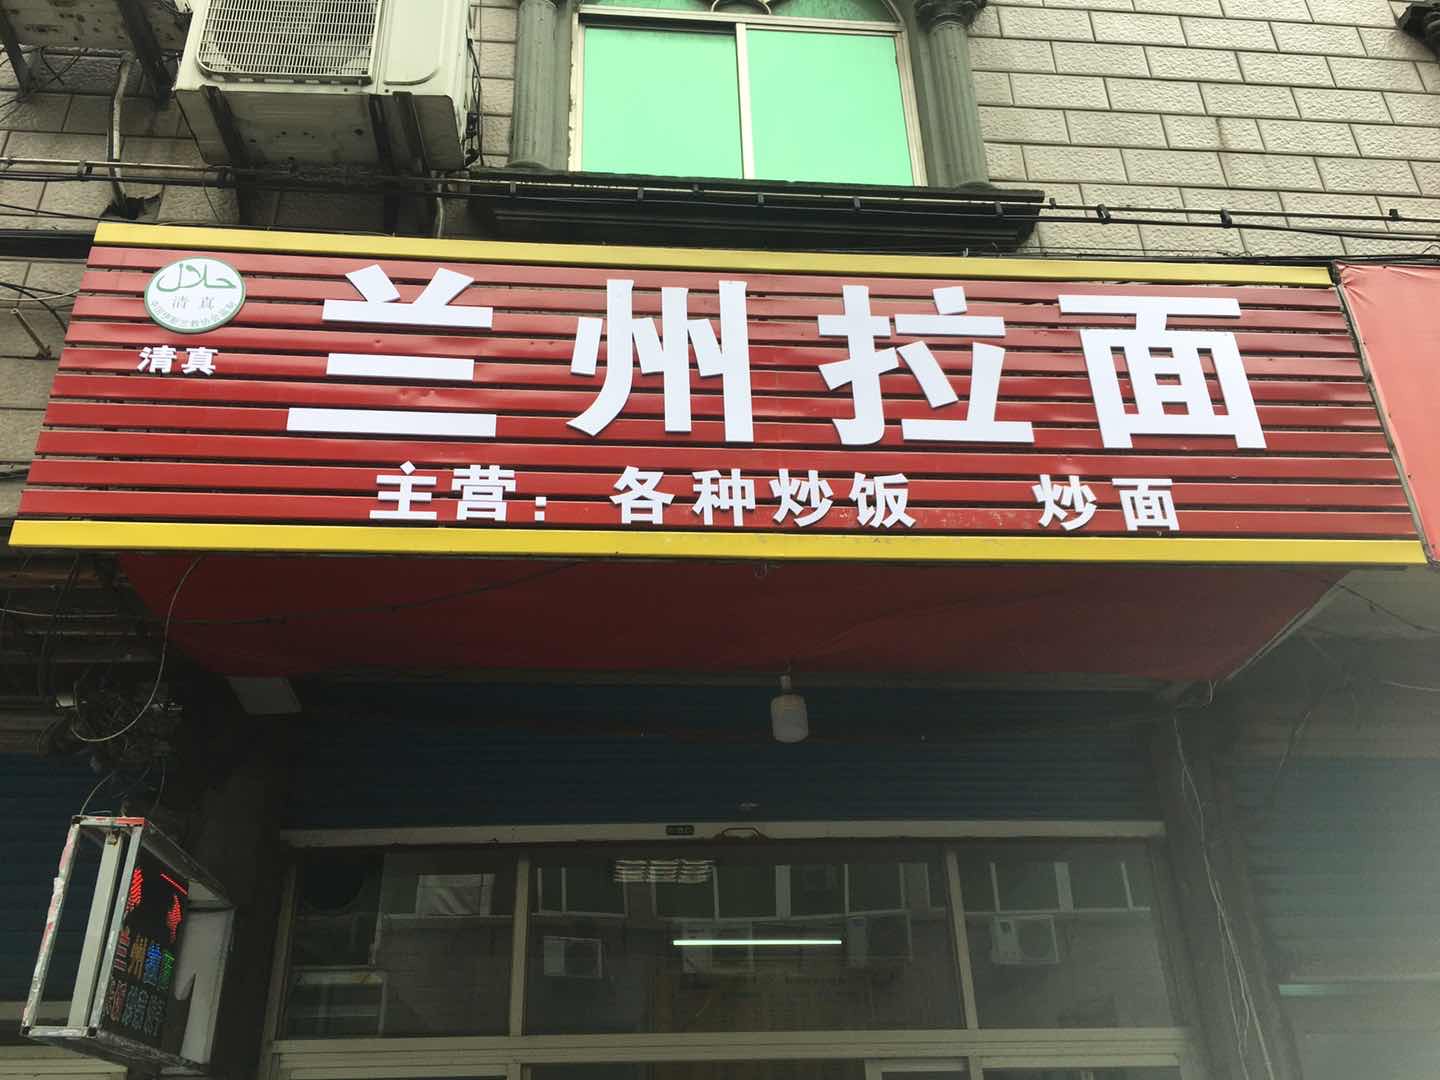 حلال
清真
清真
兰州拉面
主营：各种炒饭 炒面